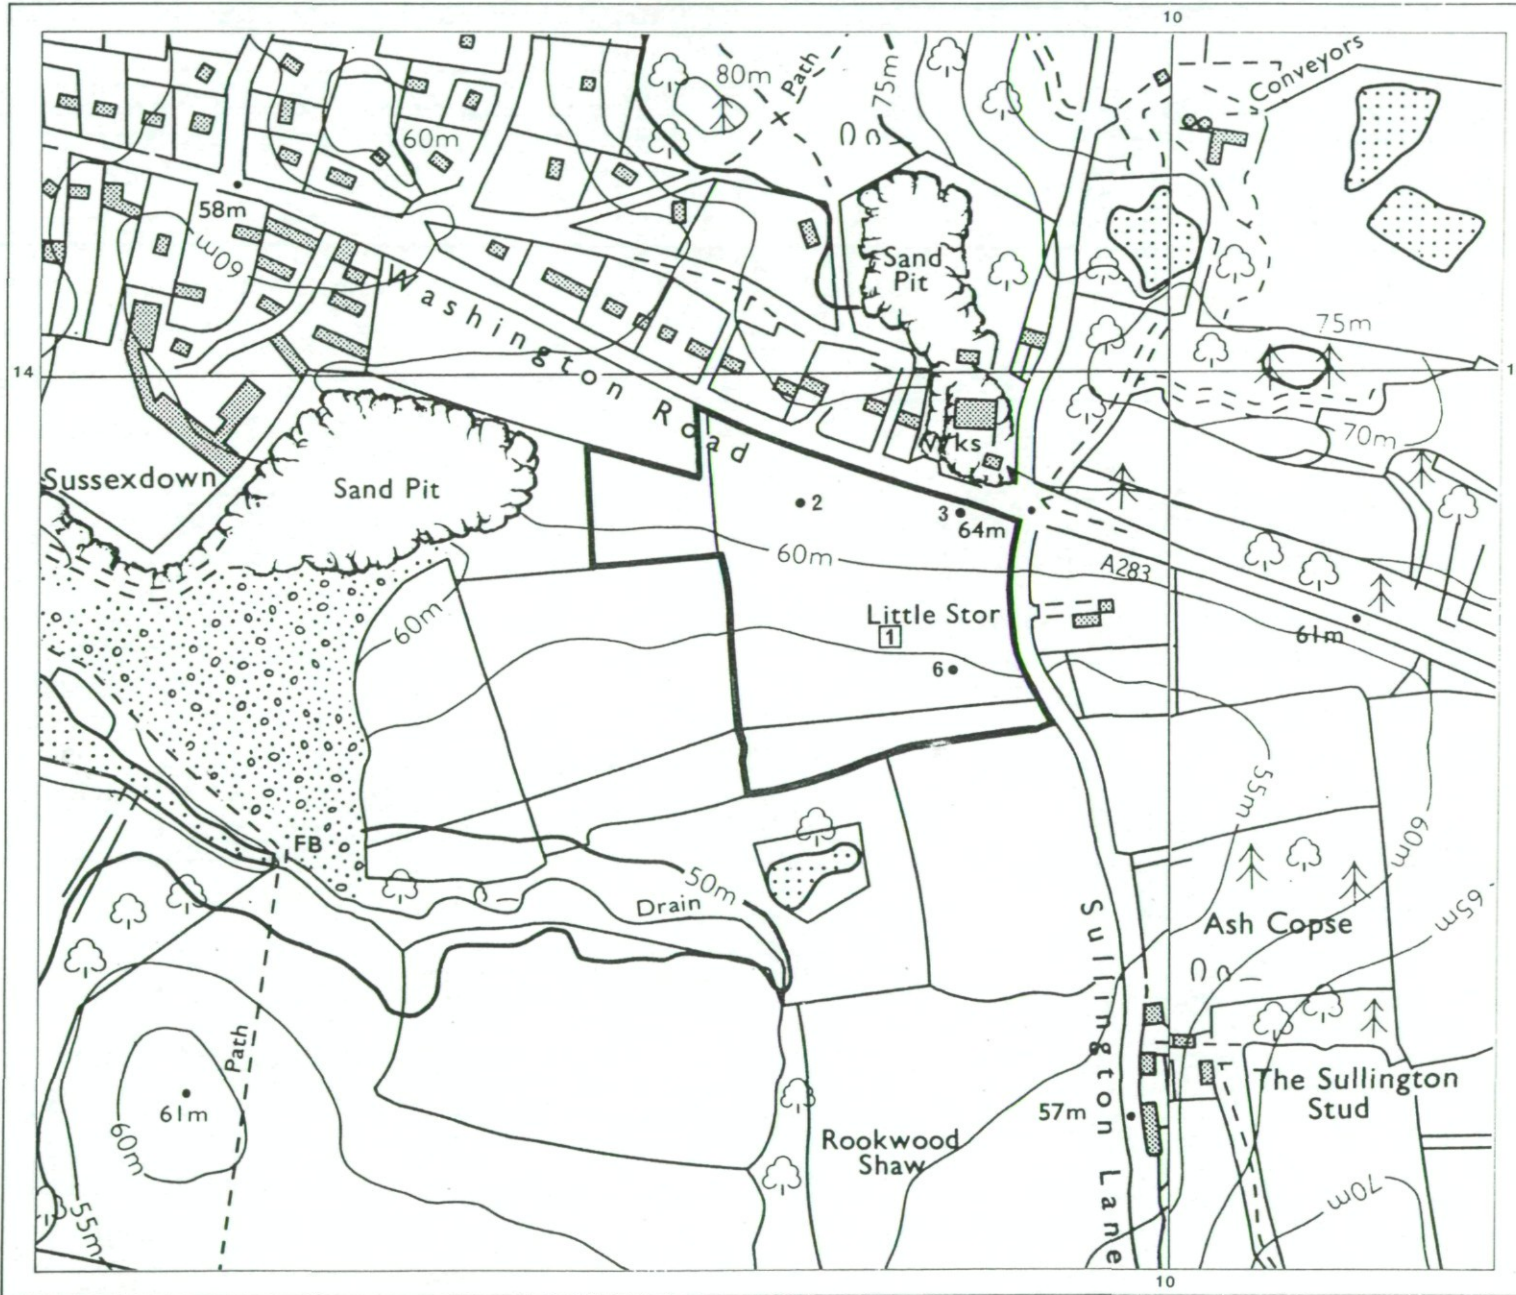 10
Conveyors
Path
80m
75m
60m
58m
60m
Sand
Pit
Washington Road
75m
14
1
70m
Wrks
Sussexdown
Sand Pit
2
3
64m
60m
A283
60m
Little Stor
1
61m
6
55m
60m
FB
50m
Drain
65m
Ash Copse
Sullington Lane
Path
The Sullington
Stud
61m
57m
60m
Rookwood
Shaw
70m
55m
10